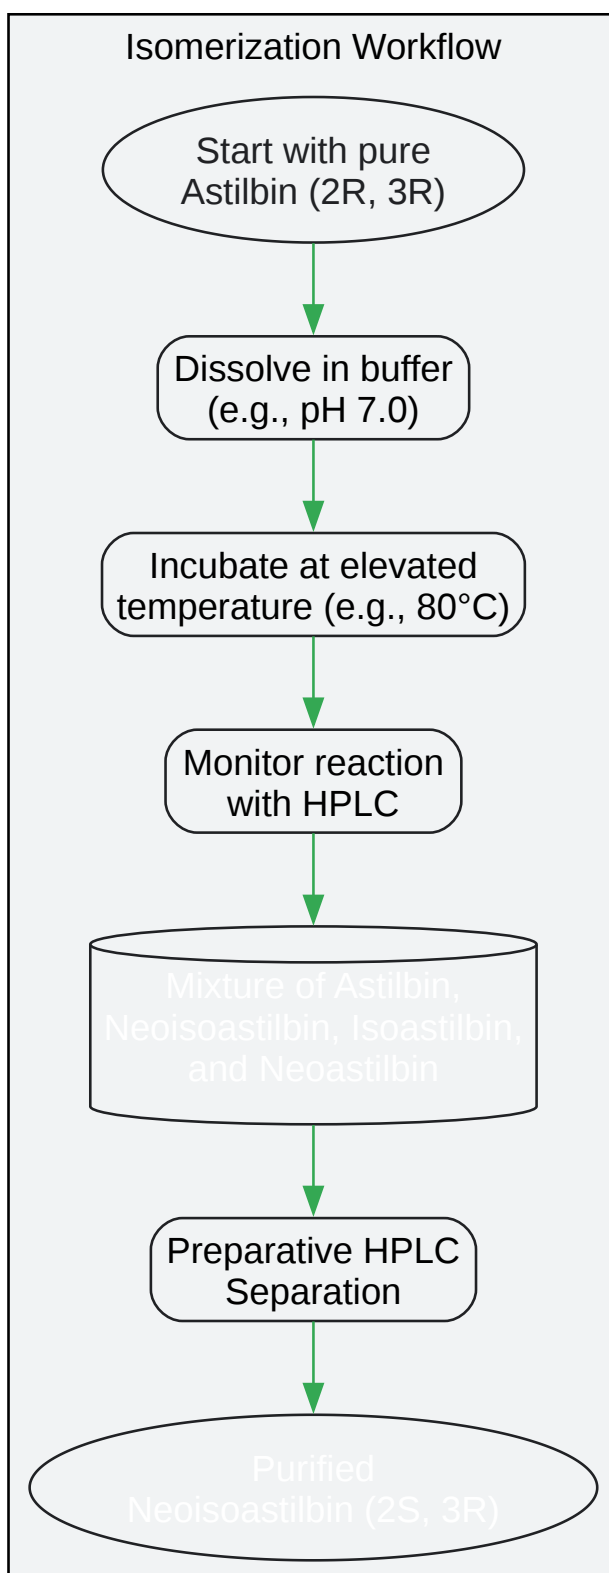 Isomerization Workflow
Start with pure
Astilbin (2R, 3R)
Dissolve in buffer
(e.g., pH 7.0)
Incubate at elevated
temperature (e.g., 80°C)
Monitor reaction
with HPLC
Mixture of Astilbin,
Neoisoastilbin, Isoastilbin,
and Neoastilbin
Preparative HPLC
Separation
Purified
Neoisoastilbin (2S, 3R)